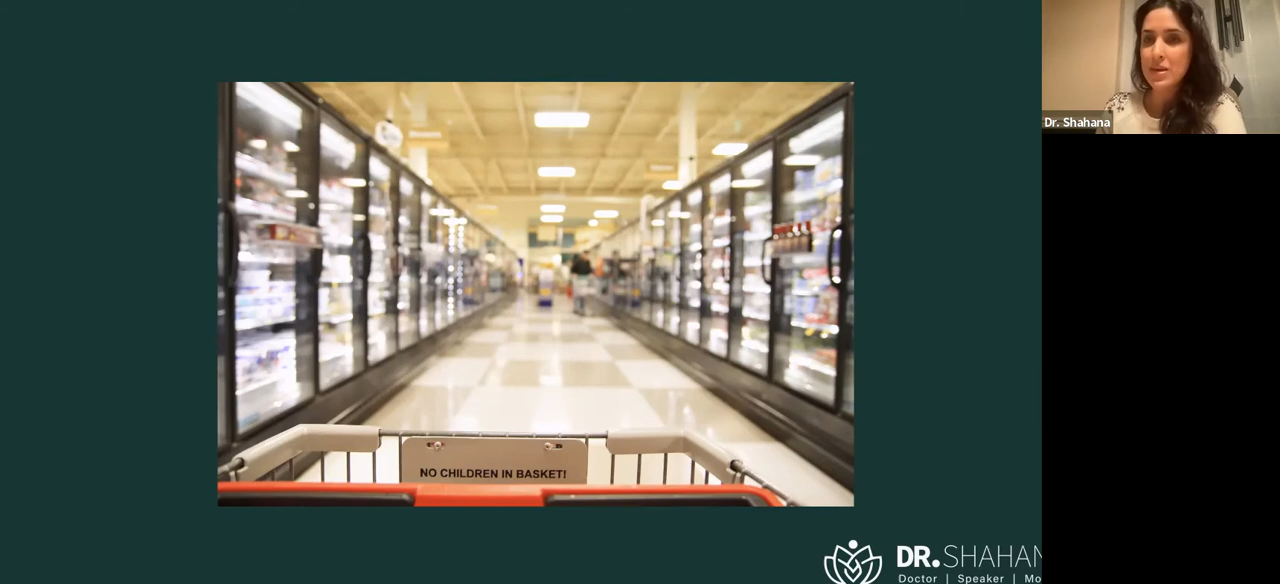 Dr. Shahana
NO CHILDREN IN BASKET!
DR.SHAHAN
Doctor | Speaker | Mo